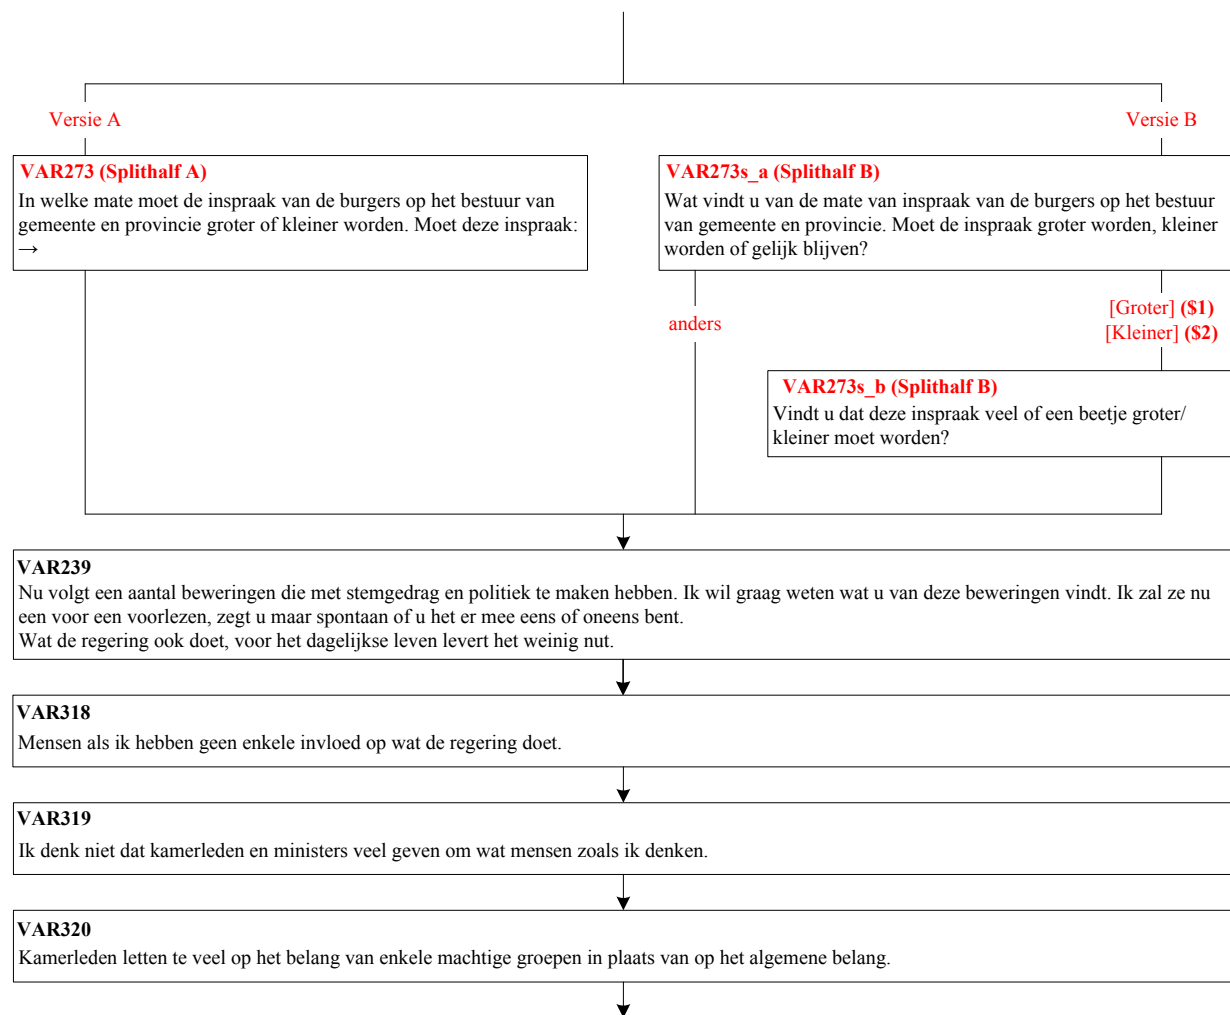 Versie A
Versie B
VAR273 (Splithalf A)
In welke mate moet de inspraak van de burgers op het bestuur van
gemeente en provincie groter of kleiner worden. Moet deze inspraak:
→
VAR273s_a (Splithalf B)
Wat vindt u van de mate van inspraak van de burgers op het bestuur
van gemeente en provincie. Moet de inspraak groter worden, kleiner
worden of gelijk blijven?
anders
[Groter] ($1)
[Kleiner] ($2)
VAR273s_b (Splithalf B)
Vindt u dat deze inspraak veel of een beetje groter/
kleiner moet worden?
VAR239
Nu volgt een aantal beweringen die met stemgedrag en politiek te maken hebben. Ik wil graag weten wat u van deze beweringen vindt. Ik zal ze nu
een voor een voorlezen, zegt u maar spontaan of u het er mee eens of oneens bent.
Wat de regering ook doet, voor het dagelijkse leven levert het weinig nut.
VAR318
Mensen als ik hebben geen enkele invloed op wat de regering doet.
VAR319
Ik denk niet dat kamerleden en ministers veel geven om wat mensen zoals ik denken.
VAR320
Kamerleden letten te veel op het belang van enkele machtige groepen in plaats van op het algemene belang.